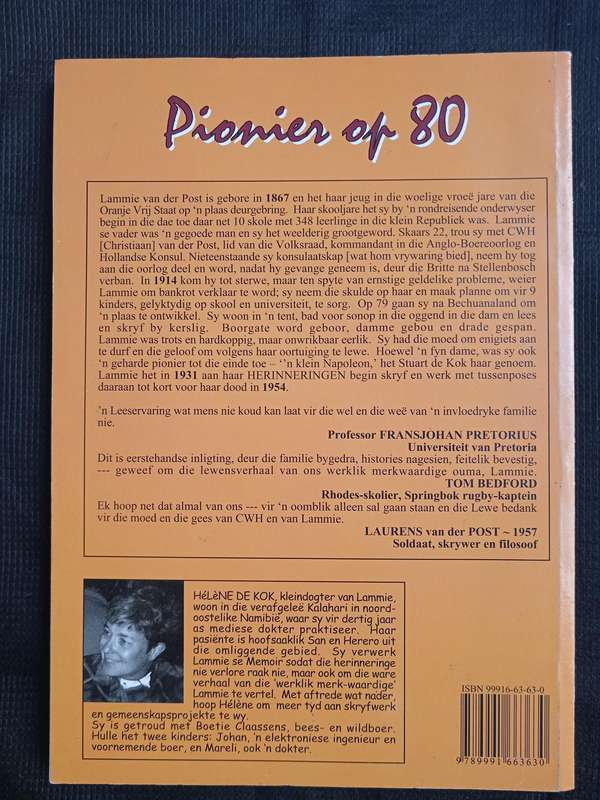 Pionier op 80
Lammie van der Post is gebore in 1867 en het haar jeug in die woelige vroeë jare van die
Oranje Vrij Staat op 'n plaas deurgebring. Haar skooljare het sy by 'n rondreisende onderwyser
begin in die dae toe daar net 10 skole met 348 leerlinge in die klein Republiek was. Lammie
se vader was 'n gegoede man en sy het weelderig grootgeword. Skaars 22, trou sy met CWH
[Christiaan] van der Post, lid van die Volksraad, kommandant in die Anglo-Boereoorlog en
Hollandse Konsul. Nieteenstaande sy konsulaatskap [wat hom vrywaring bied], neem hy tog
aan die oorlog deel en word, nadat hy gevange geneem is, deur die Britte na Stellenbosch
verban. In 1914 kom hy tot sterwe, maar ten spyte van ernstige geldelike probleme, weier
Lammie om bankrot verklaar te word; sy neem die skulde op haar en maak planne om vir 9
kinders, gelyktydig op skool en universiteit, te sorg. Op 79 gaan sy na Bechuanaland om
'n plaas te ontwikkel. Sy woon in 'n tent, bad voor sonop in die oggend in die dam en lees
en skryf by kerslig. Boorgate word geboor, damme gebou en drade gespan.
Lammie was trots en hardkoppig, maar onwrikbaar eerlik. Sy had die moed om enigiets aan
te durf en die geloof om volgens haar oortuiging te lewe. Hoewel 'n fyn dame, was sy ook
'n geharde pionier tot die einde toe – ''n klein Napoleon,' het Stuart de Kok haar genoem.
Lammie het in 1931 aan haar HERINNERINGEN begin skryf en werk met tussenposes
daaraan tot kort voor haar dood in 1954.
'n Leeservaring wat mens nie koud kan laat vir die wel en die weë van 'n invloedryke familie
nie.
Professor FRANSJOHAN PRETORIUS
Universiteit van Pretoria
Dit is eerstehandse inligting, deur die familie bygedra, histories nagesien, feitelik bevestig,
--- geweef om die lewensverhaal van ons werklik merkwaardige ouma, Lammie.
TOM BEDFORD
Rhodes-skolier, Springbok rugby-kaptein
Ek hoop net dat almal van ons --- vir 'n oomblik alleen sal gaan staan en die Lewe bedank
vir die moed en die gees van CWH en van Lammie.
LAURENS van der POST ~ 1957
Soldaat, skrywer en filosoof
HéLèNE DE KOK, kleindogter van Lammie,
woon in die verafgeleë Kalahari in noord-
oostelike Namibië, waar sy vir dertig jaar
as mediese dokter praktiseer. Haar
pasiënte is hoofsaaklik San en Herero uit
die omliggende gebied. Sy verwerk
Lammie se Memoir sodat die herinneringe
nie verlore raak nie, maar ook om die ware
verhaal van die 'werklik merk-waardige'
Lammie te vertel. Met aftrede wat nader,
hoop Hélène om meer tyd aan skryfwerk
en gemeenskapsprojekte te wy.
Sy is getroud met Boetie Claassens, bees- en wildboer.
Hulle het twee kinders: Johan, 'n elektroniese ingenieur en
voornemende boer, en Mareli, ook 'n dokter.
ISBN 99916-63-63-0
9 789991 663630